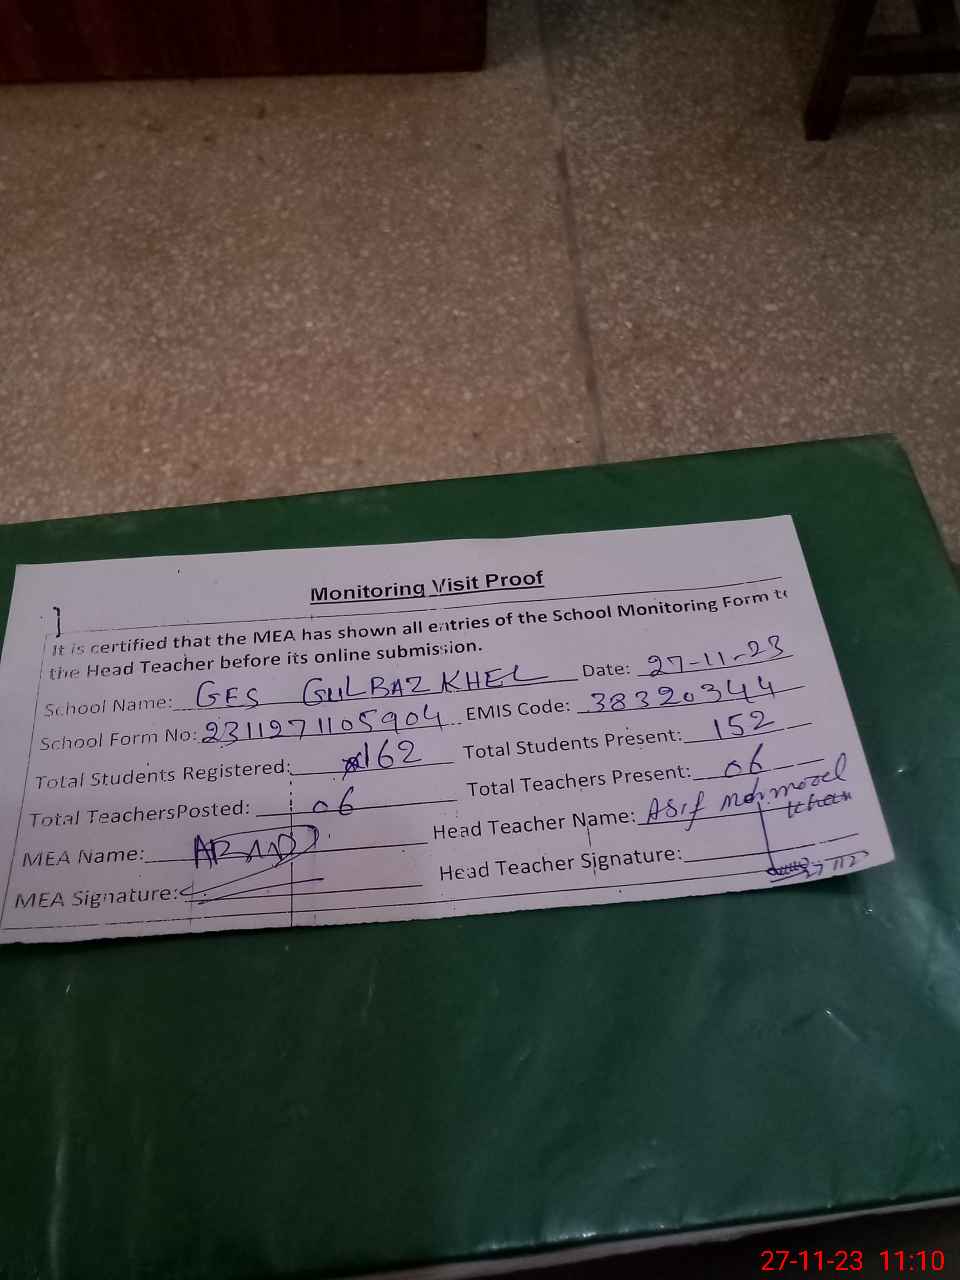 Monitoring Visit Proof
It is certified that the MEA has shown all entries of the School Monitoring Form to
the Head Teacher before its online submission.
School Name: GES GULBAZ KHEL Date: 27-11-23
School Form No: 2311271105904 EMIS Code: 38320344
Total Students Registered: 162 Total Students Present: 152
Total TeachersPosted: 06 Total Teachers Present: 06
MEA Name: Head Teacher Name: Asif Mehmood
Khan
MEA Signature: Head Teacher Signature:
27-11-23 11:10